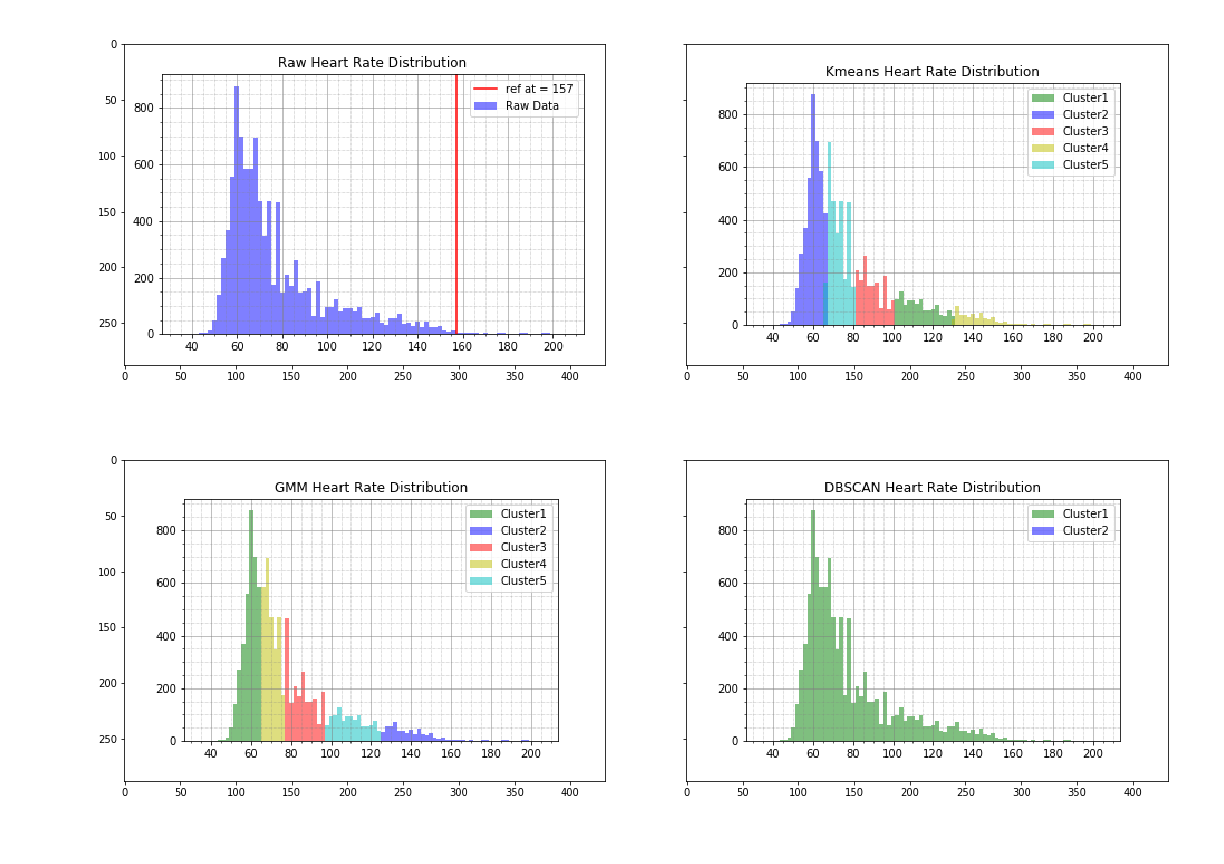 Raw Heart Rate Distribution
ref at = 157
Raw Data
800
600
400
200
0
40 60 80 100 120 140 160 180 200
0
50
100
150
200
250
0 50 100 150 200 250 300 350 400
Kmeans Heart Rate Distribution
Cluster1
Cluster2
Cluster3
Cluster4
Cluster5
800
600
400
200
0
40 60 80 100 120 140 160 180 200
0 50 100 150 200 250 300 350 400
GMM Heart Rate Distribution
Cluster1
Cluster2
Cluster3
Cluster4
Cluster5
800
600
400
200
0
40 60 80 100 120 140 160 180 200
0
50
100
150
200
250
0 50 100 150 200 250 300 350 400
DBSCAN Heart Rate Distribution
Cluster1
Cluster2
800
600
400
200
0
40 60 80 100 120 140 160 180 200
0 50 100 150 200 250 300 350 400